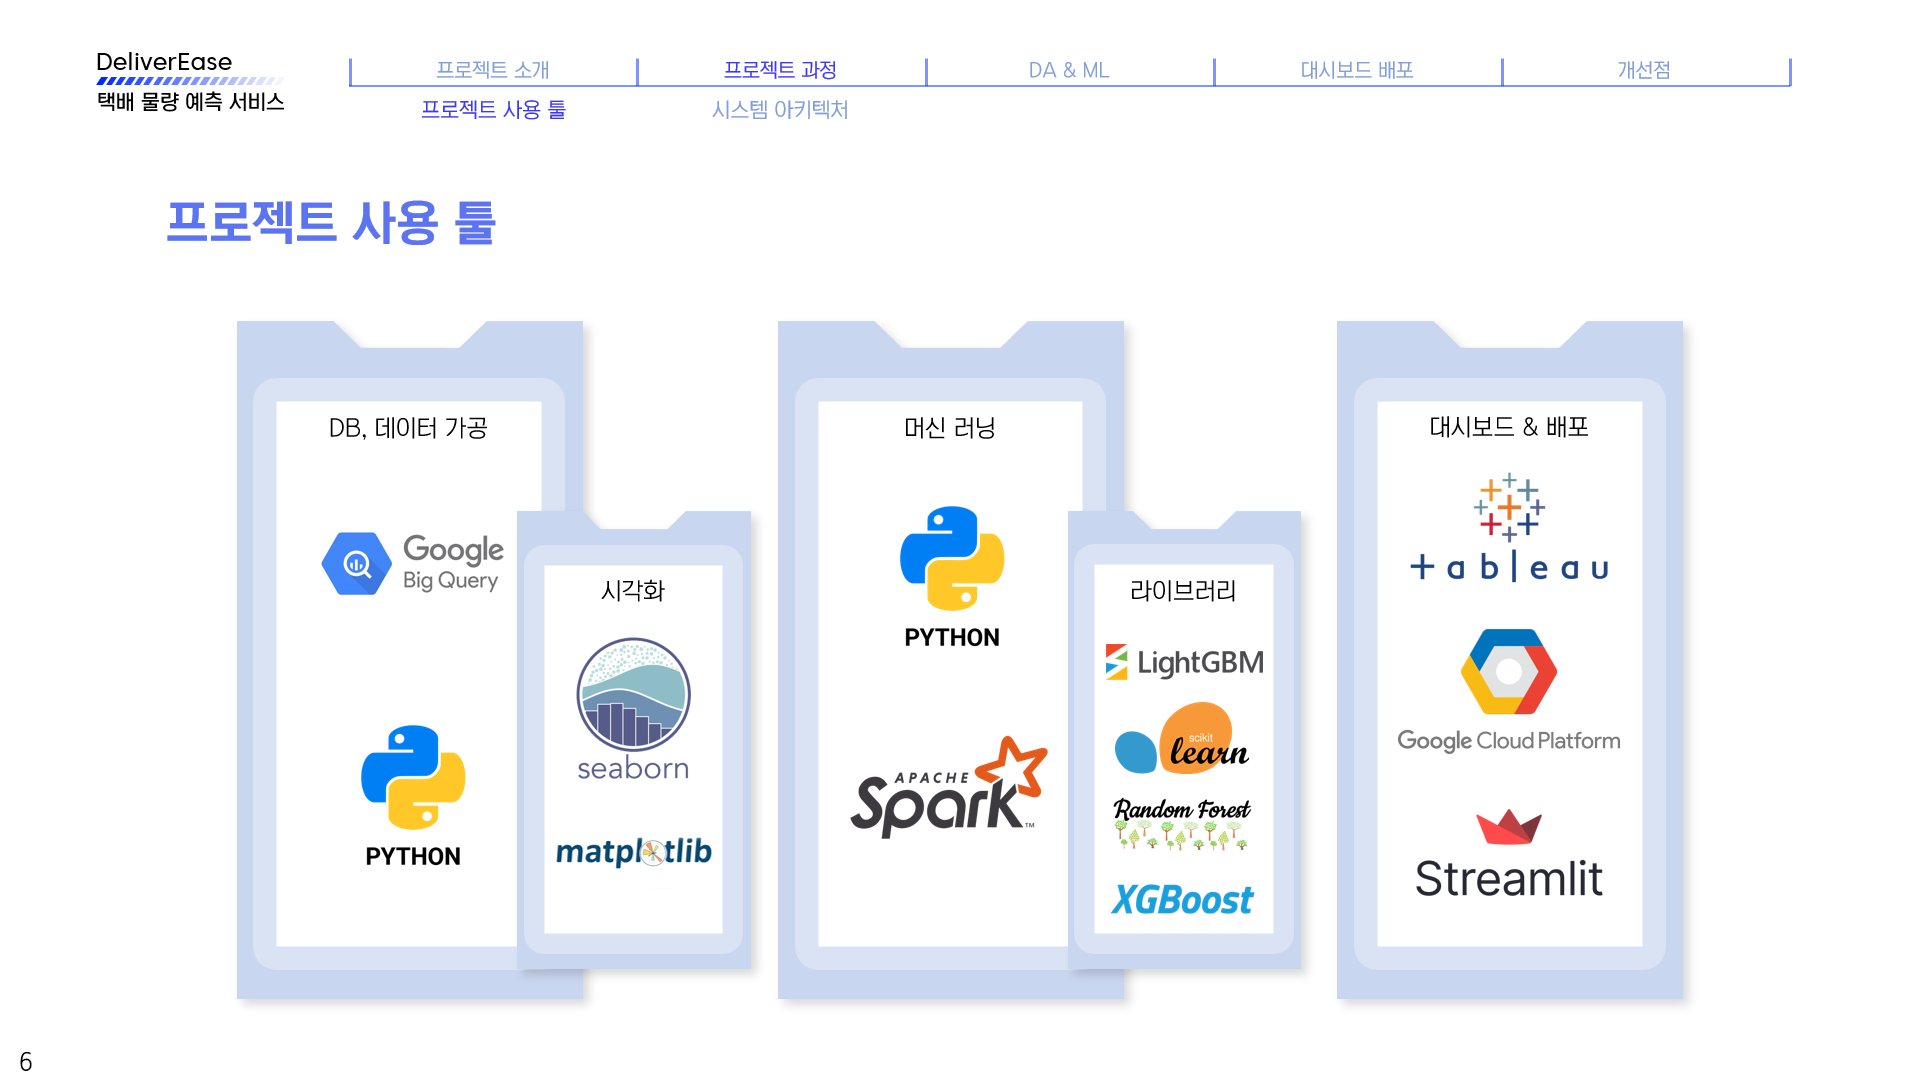 DeliverEase
택배 물량 예측 서비스
프로젝트 소개
프로젝트 과정
DA & ML
대시보드 배포
개선점
프로젝트 사용 툴
시스템 아키텍처
프로젝트 사용 툴
DB, 데이터 가공
Google
Big Query
PYTHON
시각화
seaborn
matplotlib
머신 러닝
PYTHON
APACHE
Spark™
라이브러리
LightGBM
scikit
learn
Random Forest
XGBoost
대시보드 & 배포
+ableau
Google Cloud Platform
Streamlit
6